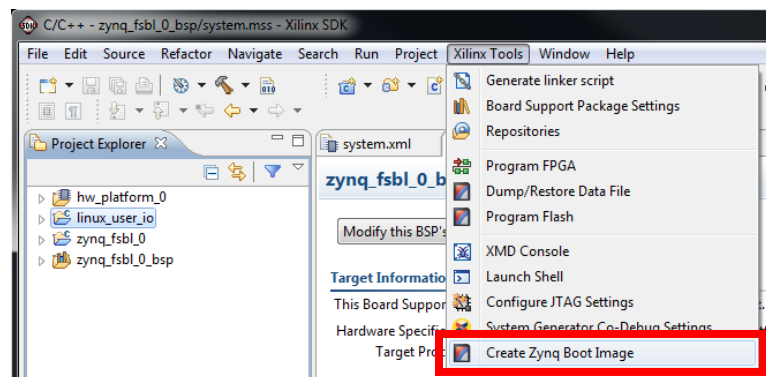 C/C++ - zynq_fsbl_0_bsp/system.mss - Xilinx SDK
File Edit Source Refactor Navigate Search Run Project Xilinx Tools Window Help
Project Explorer
hw_platform_0
linux_user_io
zynq_fsbl_0
zynq_fsbl_0_bsp
system.xml
zynq_fsbl_0_b
Modify this BSP's
Target Informatio
This Board Suppor
Hardware Specific
Target Proc
Generate linker script
Board Support Package Settings
Repositories
Program FPGA
Dump/Restore Data File
Program Flash
XMD Console
Launch Shell
Configure JTAG Settings
System Generator Co-Debug Settings
Create Zynq Boot Image